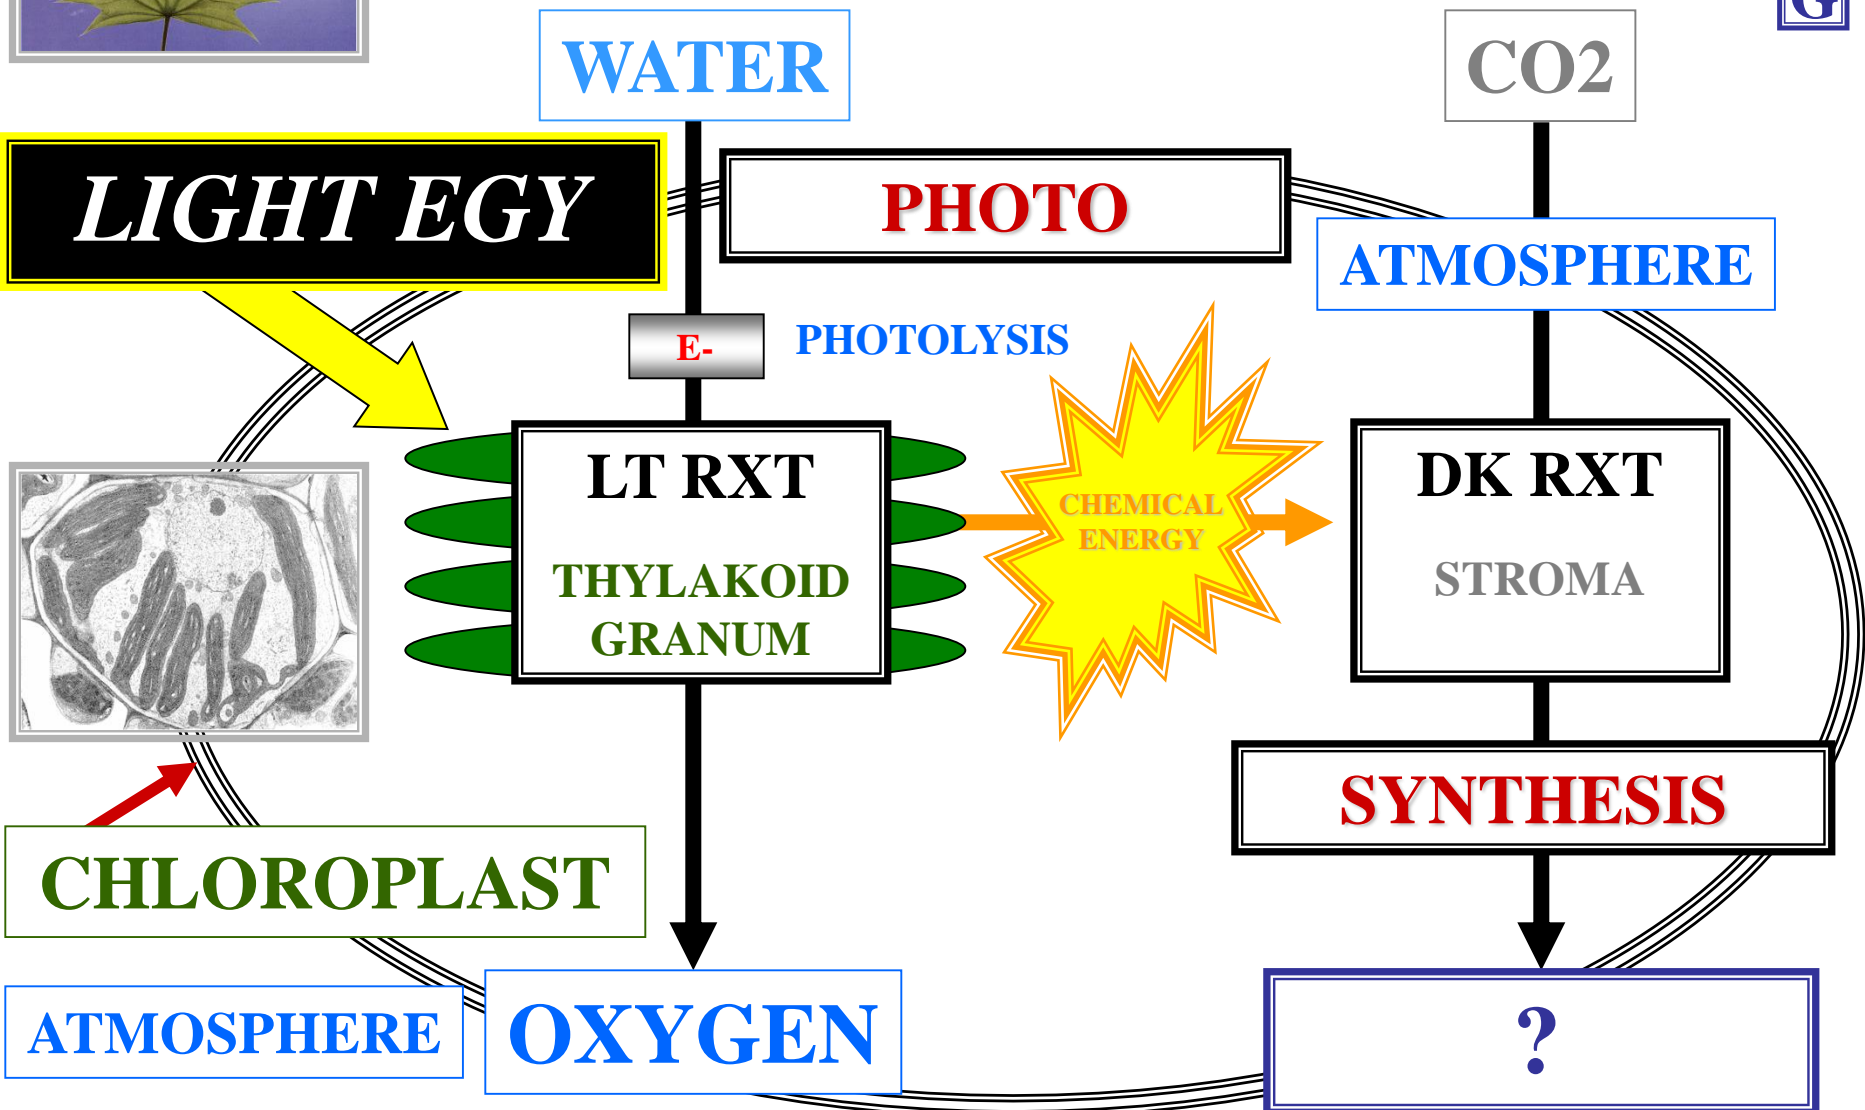 G
WATER
CO2
LIGHT EGY
PHOTO
ATMOSPHERE
E-
PHOTOLYSIS
LT RXT
THYLAKOID
GRANUM
CHEMICAL
ENERGY
DK RXT
STROMA
SYNTHESIS
CHLOROPLAST
ATMOSPHERE
OXYGEN
?